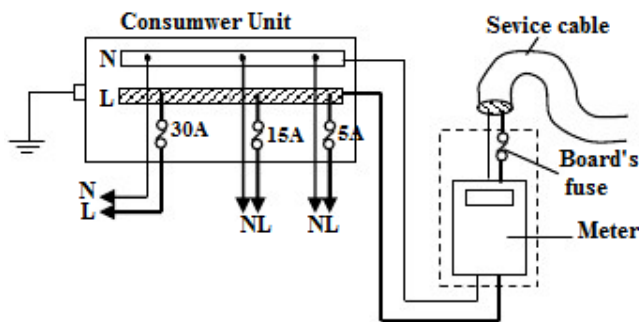 Consumwer Unit
Sevice cable
N
L
30A
15A
5A
Board's
fuse
N
L
NL
NL
Meter